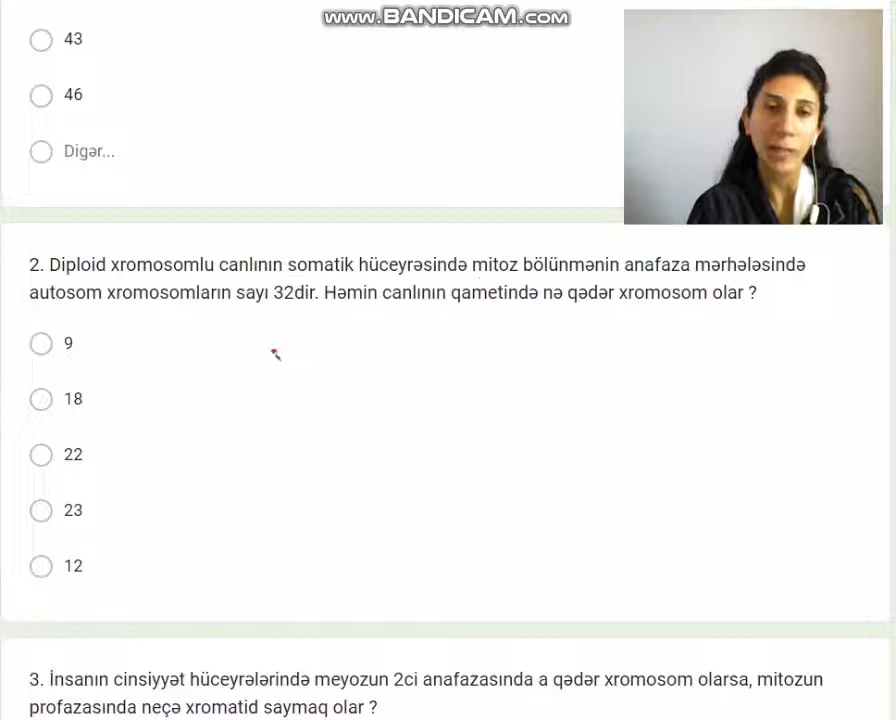 www.BANDICAM.com
43
46
Digər...
2. Diploid xromosomlu canlının somatik hüceyrəsində mitoz bölünmənin anafaza mərhələsində
autosom xromosomların sayı 32dir. Həmin canlının qametində nə qədər xromosom olar ?
9
18
22
23
12
3. İnsanın cinsiyyət hüceyrələrində meyozun 2ci anafazasında a qədər xromosom olarsa, mitozun
profazasında neçə xromatid saymaq olar ?